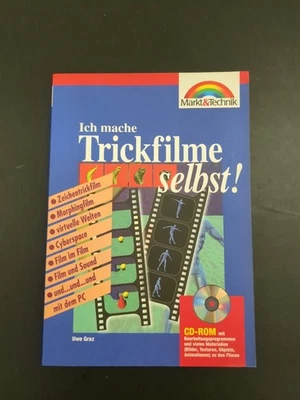 Markt&Technik
Ich mache
Trickfilme
selbst!
Zeichentrickfilm
Morphingfilm
virtuelle Welten
Cyberspace
Film im Film
Film und Sound
und...und...und
mit dem PC
Uwe Graz
CD-ROM mit
Bearbeitungsprogrammen
und vielen Materialien
(Bilder, Texturen, Objekte,
Animationen) zu den Filmen